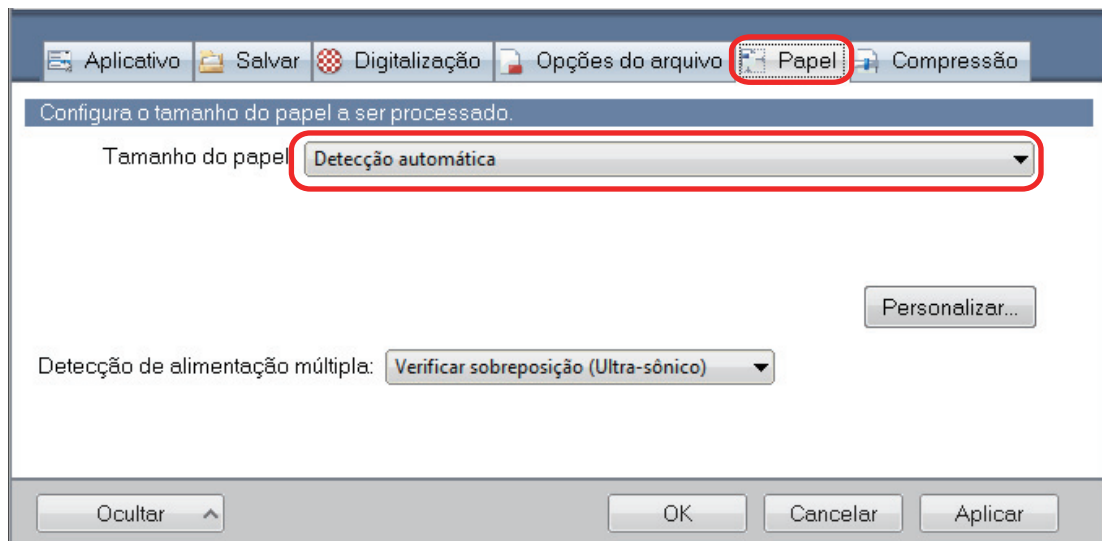 Aplicativo Salvar Digitalização Opções do arquivo Papel Compressão
Configura o tamanho do papel a ser processado.
Tamanho do papel Detecção automática
Personalizar...
Detecção de alimentação múltipla: Verificar sobreposição (Ultra-sônico)
Ocultar OK Cancelar Aplicar